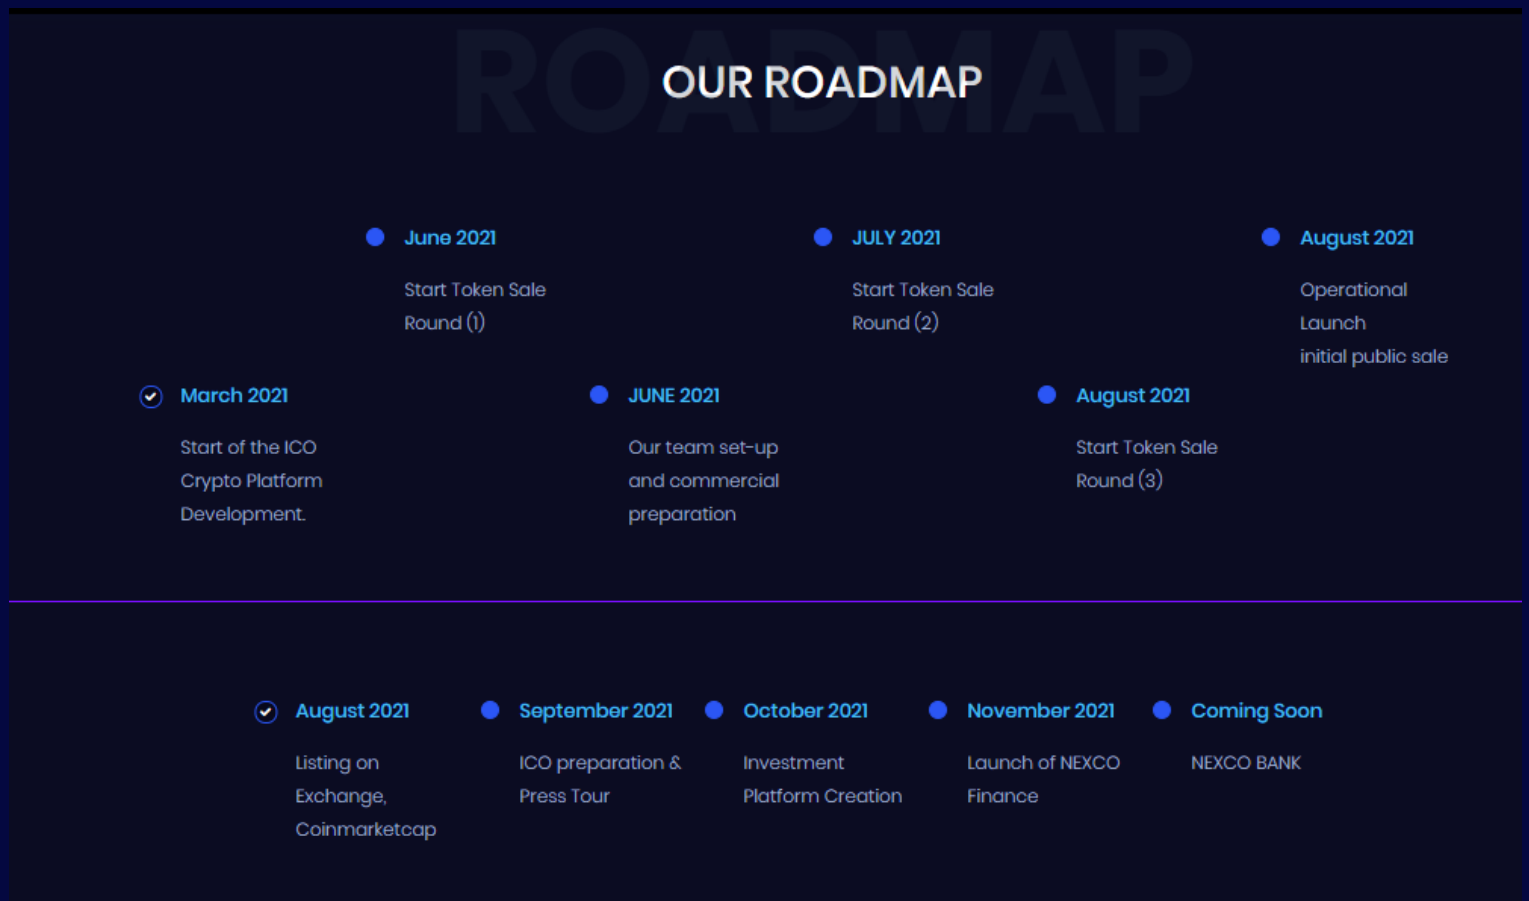 ROADMAP
OUR ROADMAP
June 2021
Start Token Sale
Round (1)
JULY 2021
Start Token Sale
Round (2)
August 2021
Operational
Launch
initial public sale
March 2021
Start of the ICO
Crypto Platform
Development.
JUNE 2021
Our team set-up
and commercial
preparation
August 2021
Start Token Sale
Round (3)
August 2021
Listing on
Exchange,
Coinmarketcap
September 2021
ICO preparation &
Press Tour
October 2021
Investment
Platform Creation
November 2021
Launch of NEXCO
Finance
Coming Soon
NEXCO BANK